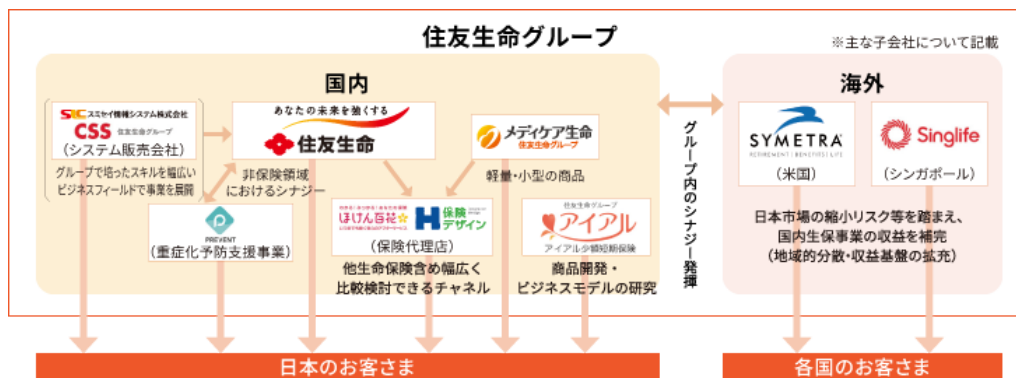 住友生命グループ
※主な子会社について記載
国内
スミセイ情報システム株式会社
CSS 住友生命グループ
(システム販売会社)
グループで培ったスキルを幅広い
ビジネスフィールドで事業を展開
あなたの未来を強くする
住友生命
メディケア生命
住友生命グループ
軽量・小型の商品
非保険領域
におけるシナジー
PREVENT
(重症化予防支援事業)
ほけん百花
保険
デザイン
(保険代理店)
他生命保険含め幅広く
比較検討できるチャネル
住友生命グループ
アイアル
アイアル少額短期保険
商品開発・
ビジネスモデルの研究
グループ内のシナジー発揮
海外
SYMETRA
RETIREMENT | BENEFITS | LIFE
(米国)
Singlife
(シンガポール)
日本市場の縮小リスク等を踏まえ、
国内生保事業の収益を補完
(地域的分散・収益基盤の拡充)
日本のお客さま
各国のお客さま